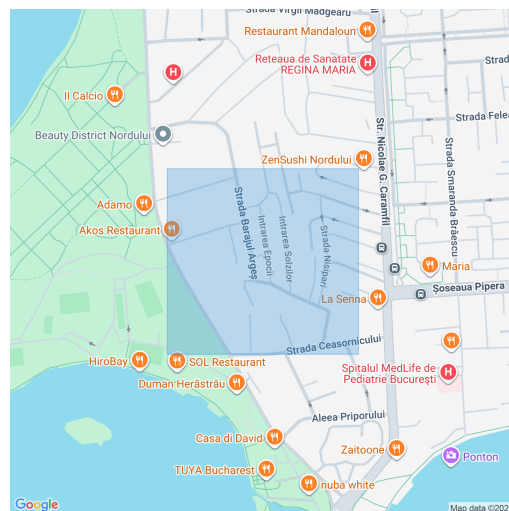 Strada Virgil Madgearu
Restaurant Mandaloun
Reteaua de Sanatate
REGINA MARIA
Strada
Il Calcio
Strada Felea
Str. Nicolae G. Caramfil
Beauty District Nordului
ZenSushi Nordului
Strada Smaranda Brăescu
Strada Barajul Argeș
Adamo
Intrarea Epocii
Intrarea Solzilor
Strada Nisipari
Akos Restaurant
Maria
Șoseaua Pipera
La Senna
Strada Ceasornicului
HiroBay
SOL Restaurant
Spitalul MedLife de
Pediatrie București
Duman Herăstrău
Aleea Priporului
Casa di David
Zaitoone
TUYA Bucharest
Ponton
nuba white
Google
Map data ©202